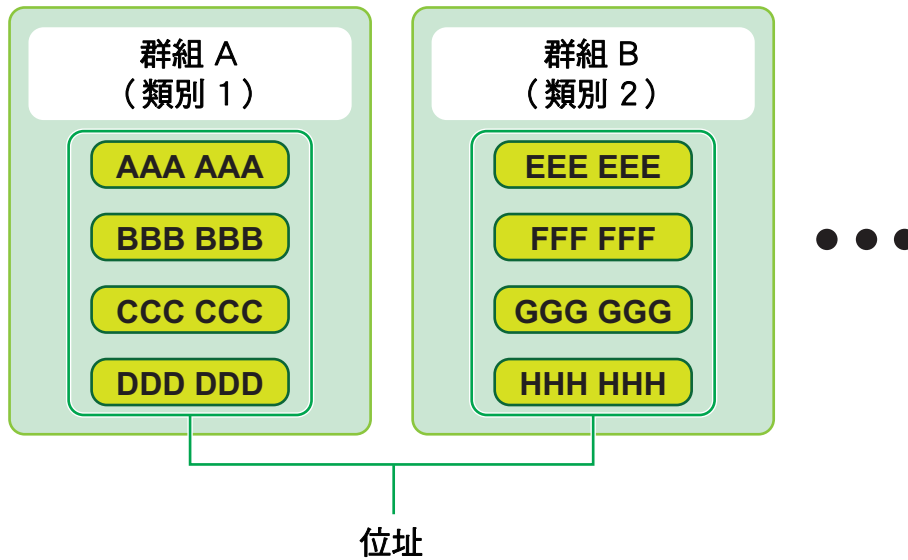 群組 A
（類別 1）
AAA AAA
BBB BBB
CCC CCC
DDD DDD
群組 B
（類別 2）
EEE EEE
FFF FFF
GGG GGG
HHH HHH
位址